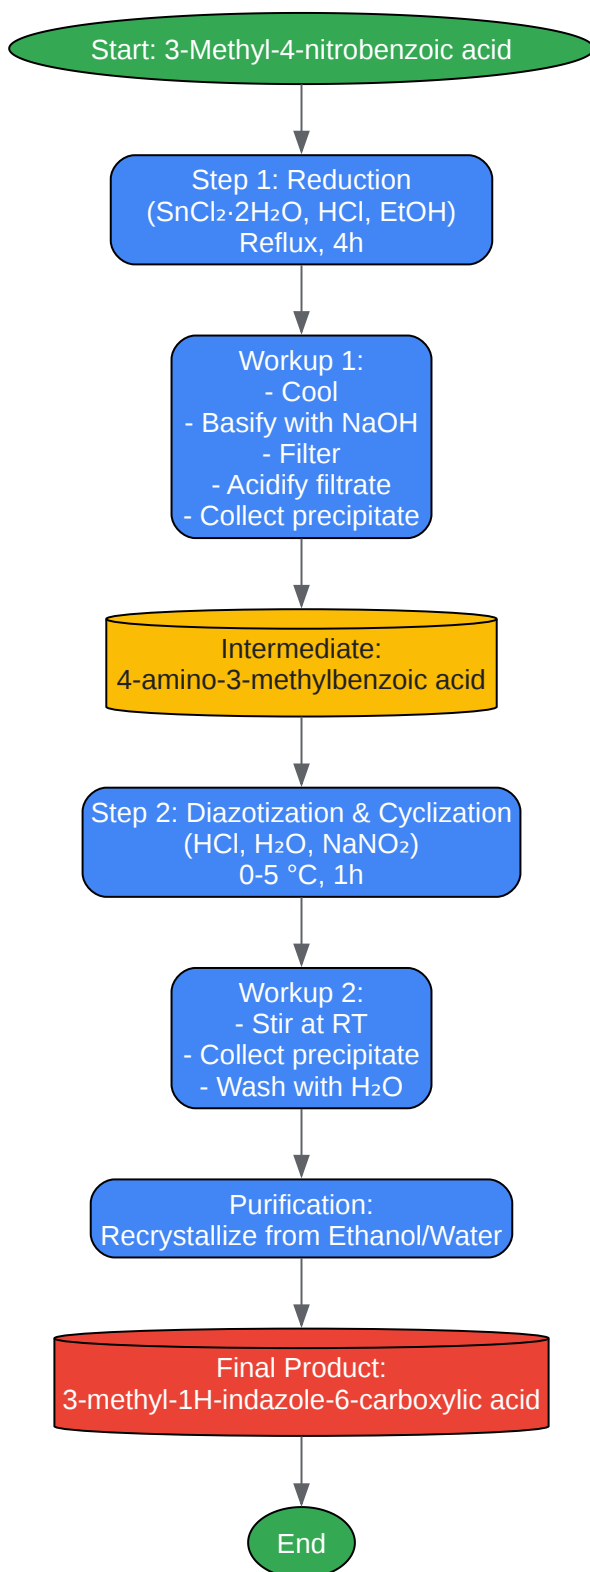 Start: 3-Methyl-4-nitrobenzoic acid
Step 1: Reduction
(SnCl₂·2H₂O, HCl, EtOH)
Reflux, 4h
Workup 1:
- Cool
- Basify with NaOH
- Filter
- Acidify filtrate
- Collect precipitate
Intermediate:
4-amino-3-methylbenzoic acid
Step 2: Diazotization & Cyclization
(HCl, H₂O, NaNO₂)
0-5 °C, 1h
Workup 2:
- Stir at RT
- Collect precipitate
- Wash with H₂O
Purification:
Recrystallize from Ethanol/Water
Final Product:
3-methyl-1H-indazole-6-carboxylic acid
End